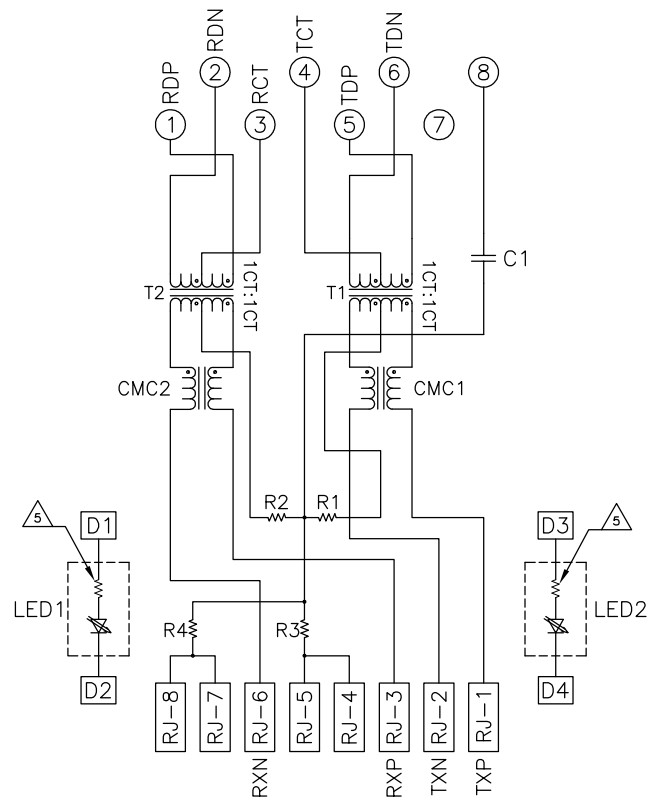 RDN
TCT
TDN
2
4
6
8
RDP
RCT
TDP
1
3
5
7
C1
T2
1CT:1CT
T1
1CT:1CT
CMC2
CMC1
R2
R1
5
D1
D3
5
LED1
LED2
R4
R3
D2
D4
RJ-8
RJ-7
RJ-6
RJ-5
RJ-4
RJ-3
RJ-2
RJ-1
RXN
RXP
TXN
TXP